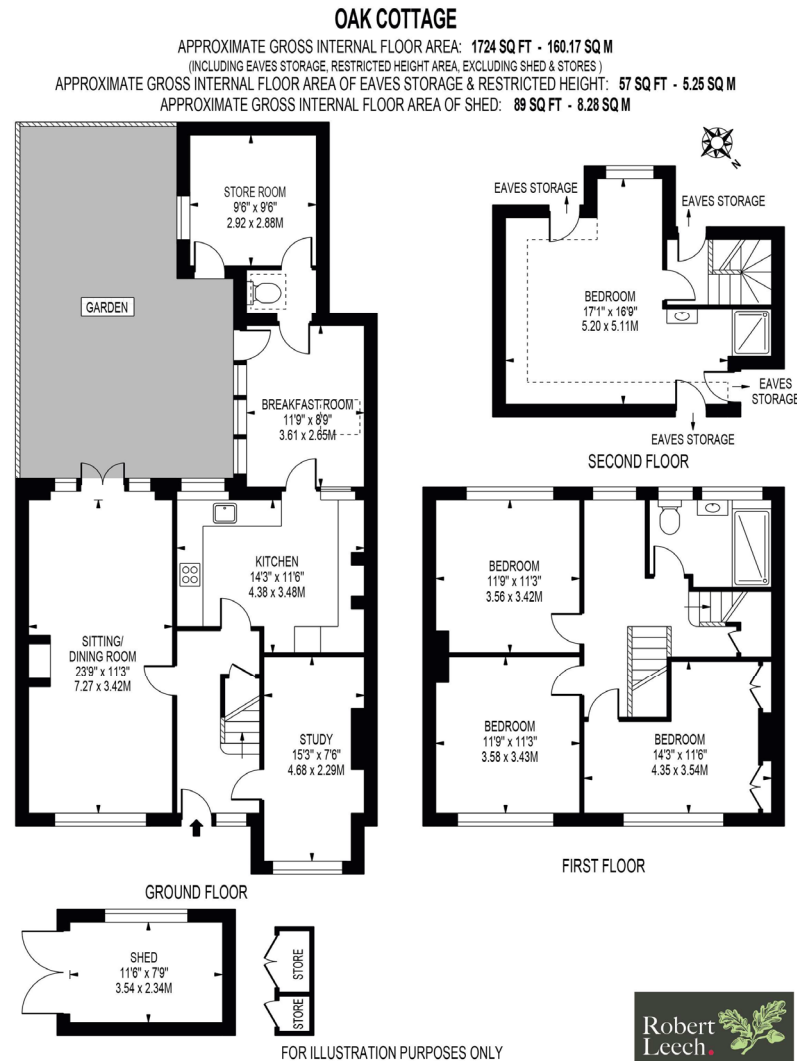 OAK COTTAGE
APPROXIMATE GROSS INTERNAL FLOOR AREA: 1724 SQ FT - 160.17 SQ M
(INCLUDING EAVES STORAGE, RESTRICTED HEIGHT AREA, EXCLUDING SHED & STORES )
APPROXIMATE GROSS INTERNAL FLOOR AREA OF EAVES STORAGE & RESTRICTED HEIGHT: 57 SQ FT - 5.25 SQ M
APPROXIMATE GROSS INTERNAL FLOOR AREA OF SHED: 89 SQ FT - 8.28 SQ M
N
STORE ROOM
9'6" x 9'6"
2.92 x 2.88M
GARDEN
BREAKFAST ROOM
11'9" x 8'9"
3.61 x 2.65M
KITCHEN
14'3" x 11'6"
4.38 x 3.48M
SITTING/
DINING ROOM
23'9" x 11'3"
7.27 x 3.42M
STUDY
15'3" x 7'6"
4.68 x 2.29M
GROUND FLOOR
EAVES STORAGE
EAVES STORAGE
BEDROOM
17'1" x 16'9"
5.20 x 5.11M
EAVES
STORAGE
EAVES STORAGE
SECOND FLOOR
BEDROOM
11'9" x 11'3"
3.56 x 3.42M
BEDROOM
11'9" x 11'3"
3.58 x 3.43M
BEDROOM
14'3" x 11'6"
4.35 x 3.54M
FIRST FLOOR
SHED
11'6" x 7'9"
3.54 x 2.34M
STORE
STORE
FOR ILLUSTRATION PURPOSES ONLY
Robert
Leech.